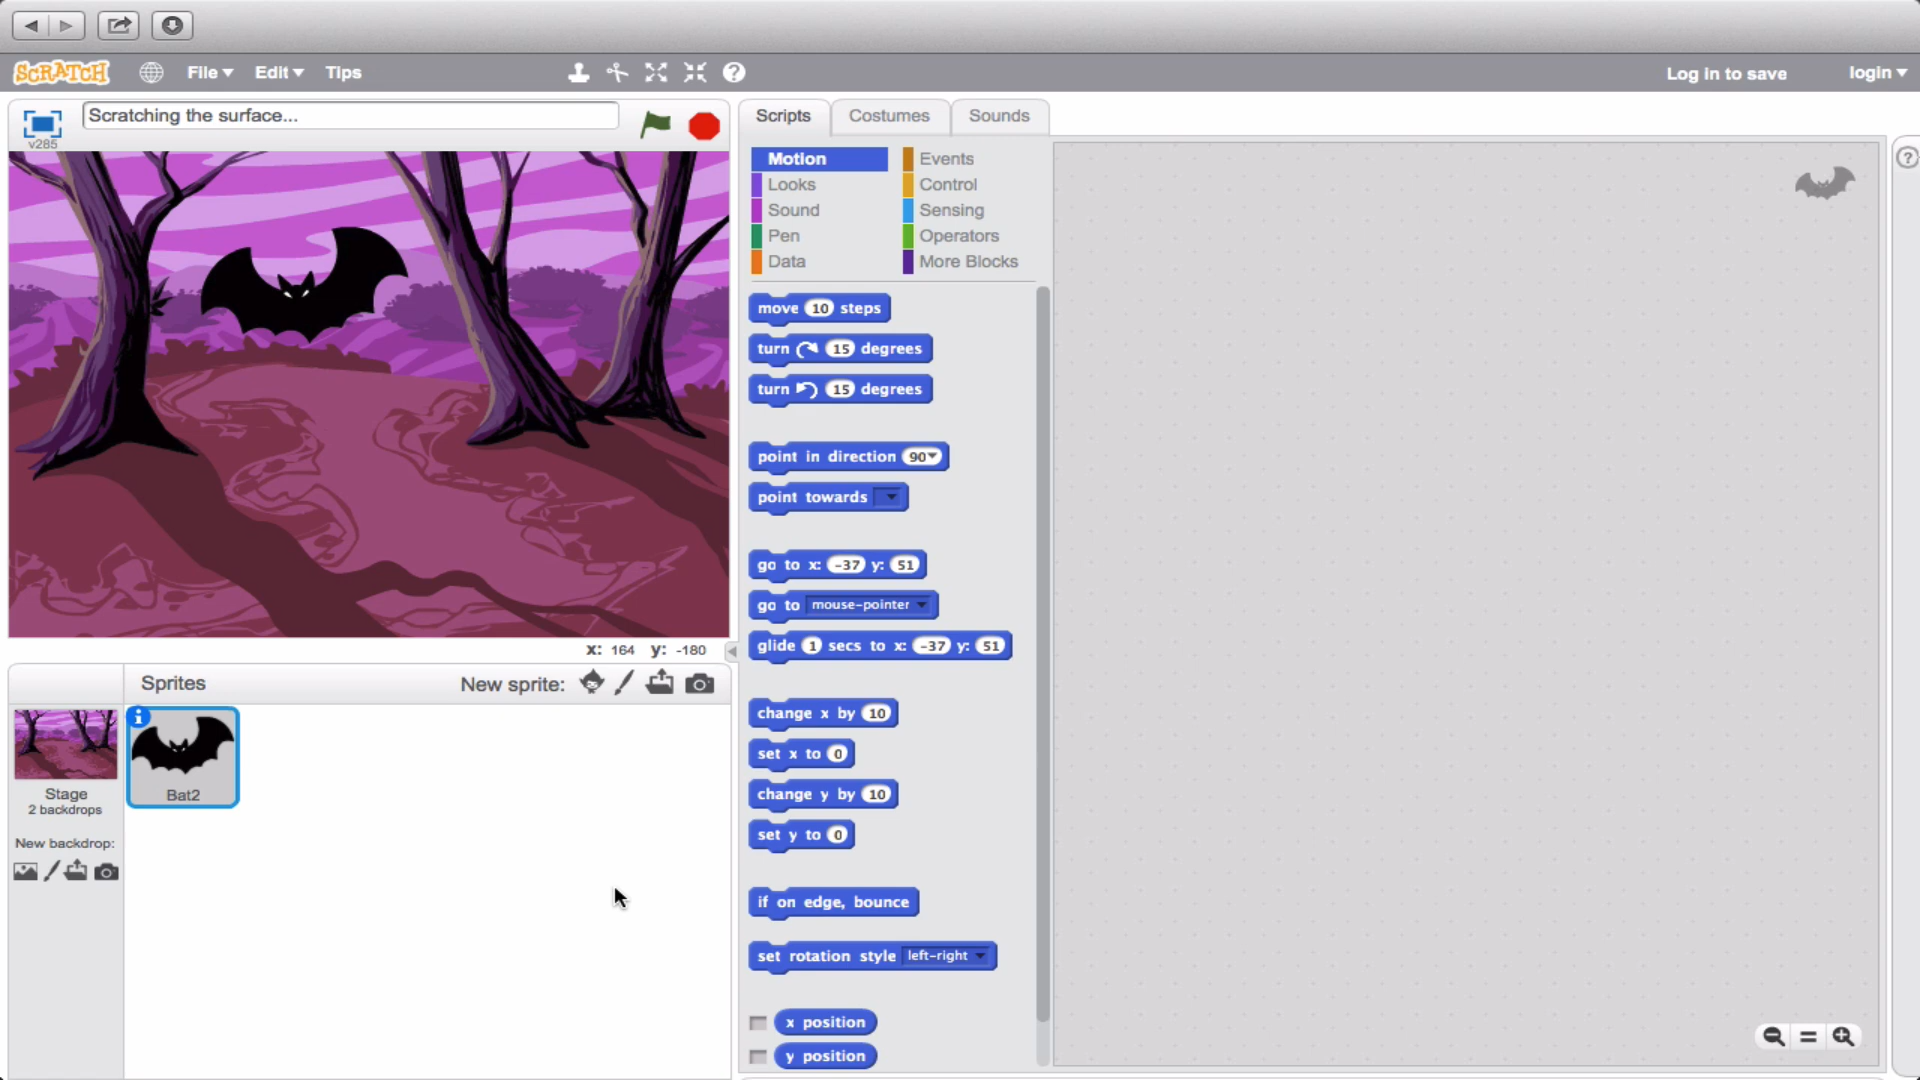 SCRATCH File Edit Tips Log in to save login
Scratching the surface...
v285
Scripts Costumes Sounds
Motion Events
Looks Control
Sound Sensing
Pen Operators
Data More Blocks
move 10 steps
turn 15 degrees
turn 15 degrees
point in direction 90
point towards
go to x: -37 y: 51
go to mouse-pointer
glide 1 secs to x: -37 y: 51
change x by 10
set x to 0
change y by 10
set y to 0
if on edge, bounce
set rotation style left-right
x position
y position
x: 164 y: -180
Sprites New sprite:
Stage
2 backdrops
New backdrop:
Bat2